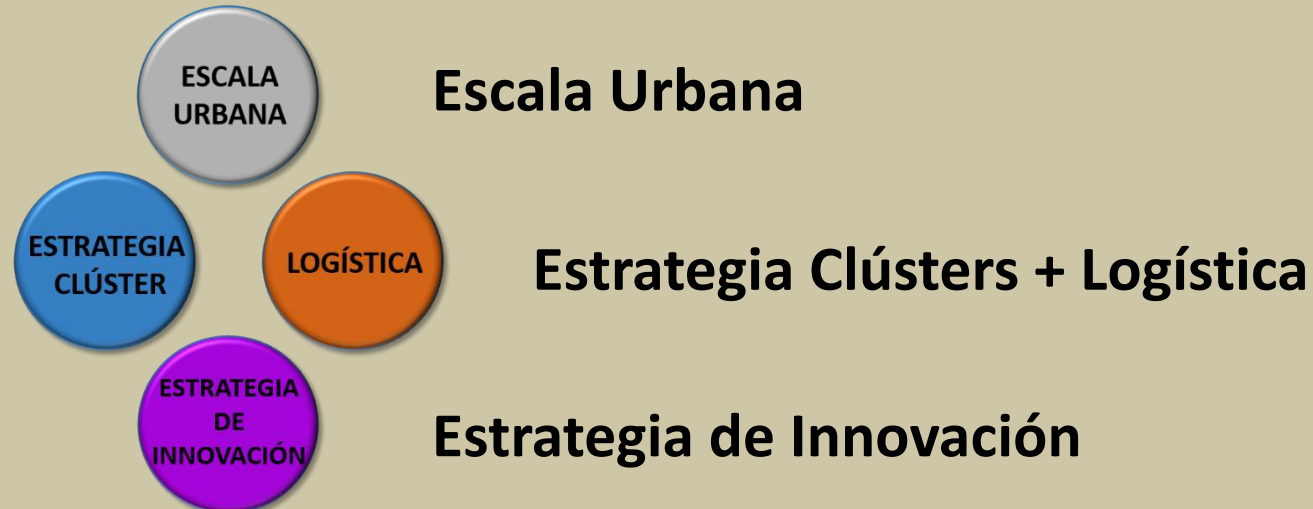 ESCALA
URBANA
Escala Urbana
ESTRATEGIA
CLÚSTER
LOGÍSTICA
Estrategia Clústers + Logística
ESTRATEGIA
DE
INNOVACIÓN
Estrategia de Innovación